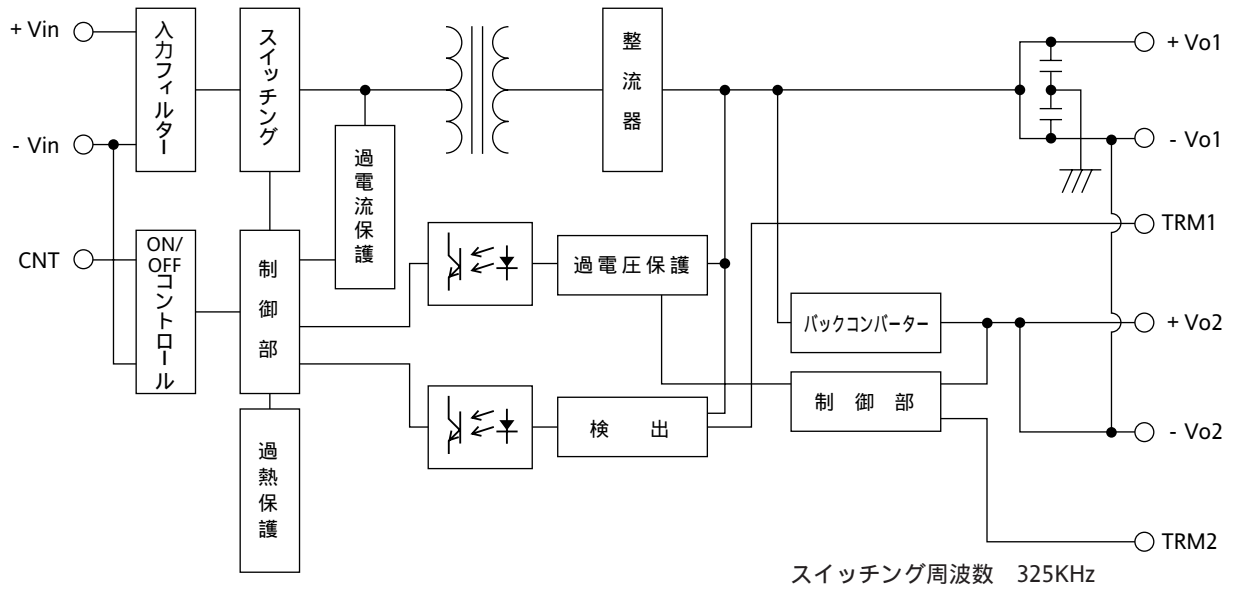 + Vin
- Vin
CNT
入力フィルター
ON/
OFF
コントロール
スイッチング
制御部
過熱保護
過電流保護
整流器
過電圧保護
検 出
バックコンバーター
制 御 部
+ Vo1
- Vo1
TRM1
+ Vo2
- Vo2
TRM2
スイッチング周波数 325KHz